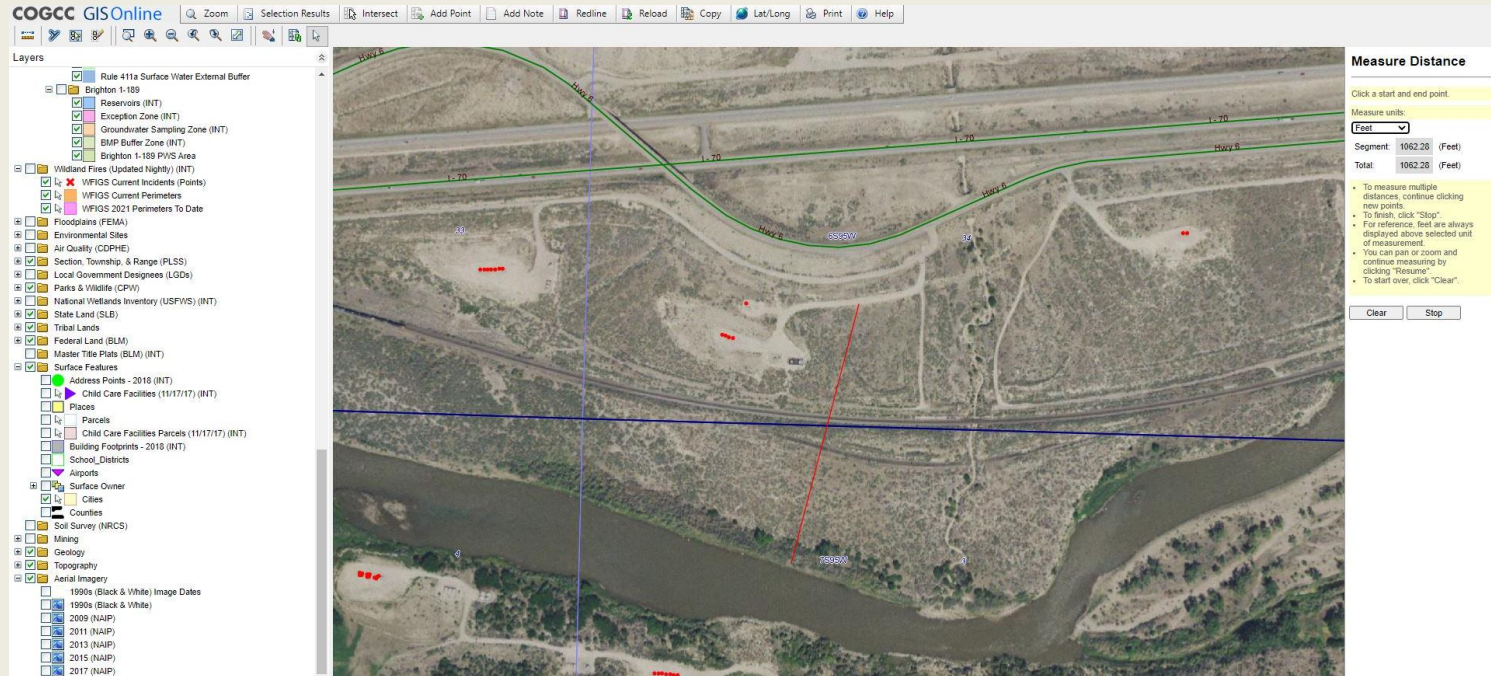 COGCC GISOnline
Zoom Selection Results Intersect Add Point Add Note Redline Reload Copy Lat/Long Print Help
Layers
Rule 411a Surface Water External Buffer
Brighton 1-189
Reservoirs (INT)
Exception Zone (INT)
Groundwater Sampling Zone (INT)
BMP Buffer Zone (INT)
Brighton 1-189 PWS Area
Wildland Fires (Updated Nightly) (INT)
WFIGS Current Incidents (Points)
WFIGS Current Perimeters
WFIGS 2021 Perimeters To Date
Floodplains (FEMA)
Environmental Sites
Air Quality (CDPHE)
Section, Township, & Range (PLSS)
Local Government Designees (LGDs)
Parks & Wildlife (CPW)
National Wetlands Inventory (USFWS) (INT)
State Land (SLB)
Tribal Lands
Federal Land (BLM)
Master Title Plats (BLM) (INT)
Surface Features
Address Points - 2018 (INT)
Child Care Facilities (11/17/17) (INT)
Places
Parcels
Child Care Facilities Parcels (11/17/17) (INT)
Building Footprints - 2018 (INT)
School_Districts
Airports
Surface Owner
Cities
Counties
Soil Survey (NRCS)
Mining
Geology
Topography
Aerial Imagery
1990s (Black & White) Image Dates
1990s (Black & White)
2009 (NAIP)
2011 (NAIP)
2013 (NAIP)
2015 (NAIP)
2017 (NAIP)
Hwy 6
Hwy 6
I - 70
I - 70
I - 70
I - 70
Hwy 6
Hwy 6
Hwy 6
33
6S95W
34
4
7S95W
3
Measure Distance
Click a start and end point.
Measure units:
Feet
Segment: 1062.28 (Feet)
Total: 1062.28 (Feet)
• To measure multiple
distances, continue clicking
new points.
• To finish, click "Stop".
• For reference, feet are always
displayed above selected unit
of measurement.
• You can pan or zoom and
continue measuring by
clicking "Resume".
• To start over, click "Clear".
Clear Stop